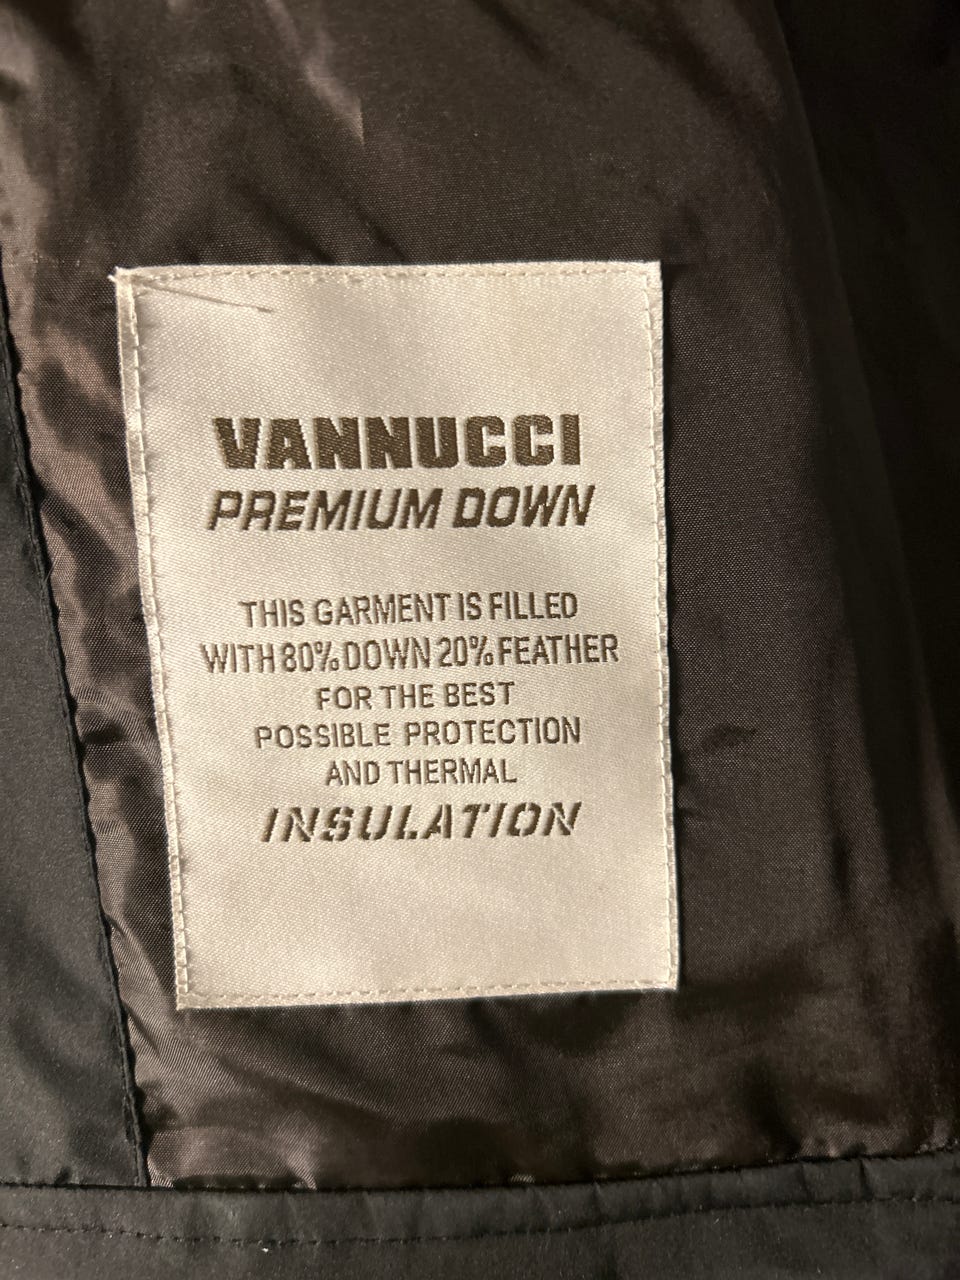 VANNUCCI
PREMIUM DOWN
THIS GARMENT IS FILLED
WITH 80% DOWN 20% FEATHER
FOR THE BEST
POSSIBLE PROTECTION
AND THERMAL
INSULATION